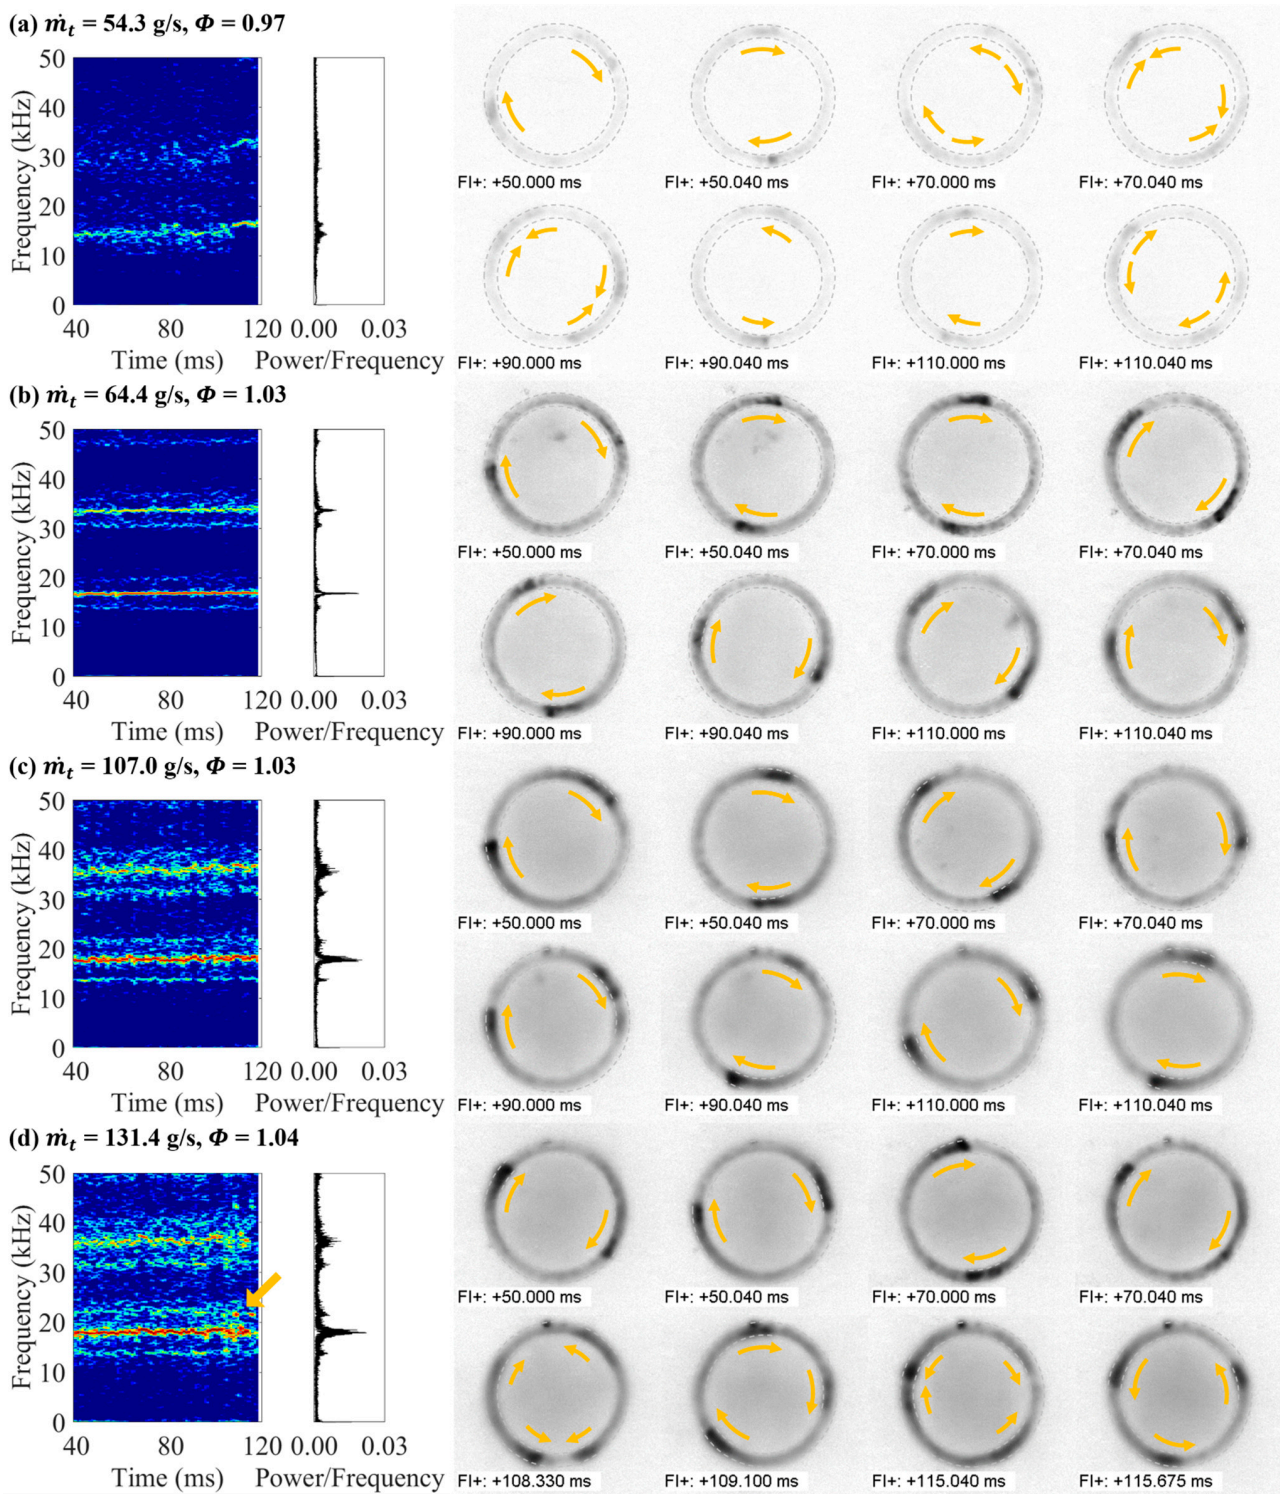 (a) ṁt = 54.3 g/s, Φ = 0.97
50
40
30
20
10
0
Frequency (kHz)
40 80 120 0.00 0.03
Time (ms) Power/Frequency
FI+: +50.000 ms FI+: +50.040 ms FI+: +70.000 ms FI+: +70.040 ms
FI+: +90.000 ms FI+: +90.040 ms FI+: +110.000 ms FI+: +110.040 ms
(b) ṁt = 64.4 g/s, Φ = 1.03
50
40
30
20
10
0
Frequency (kHz)
40 80 120 0.00 0.03
Time (ms) Power/Frequency
FI+: +50.000 ms FI+: +50.040 ms FI+: +70.000 ms FI+: +70.040 ms
FI+: +90.000 ms FI+: +90.040 ms FI+: +110.000 ms FI+: +110.040 ms
(c) ṁt = 107.0 g/s, Φ = 1.03
50
40
30
20
10
0
Frequency (kHz)
40 80 120 0.00 0.03
Time (ms) Power/Frequency
FI+: +50.000 ms FI+: +50.040 ms FI+: +70.000 ms FI+: +70.040 ms
FI+: +90.000 ms FI+: +90.040 ms FI+: +110.000 ms FI+: +110.040 ms
(d) ṁt = 131.4 g/s, Φ = 1.04
50
40
30
20
10
0
Frequency (kHz)
40 80 120 0.00 0.03
Time (ms) Power/Frequency
FI+: +50.000 ms FI+: +50.040 ms FI+: +70.000 ms FI+: +70.040 ms
FI+: +108.330 ms FI+: +109.100 ms FI+: +115.040 ms FI+: +115.675 ms